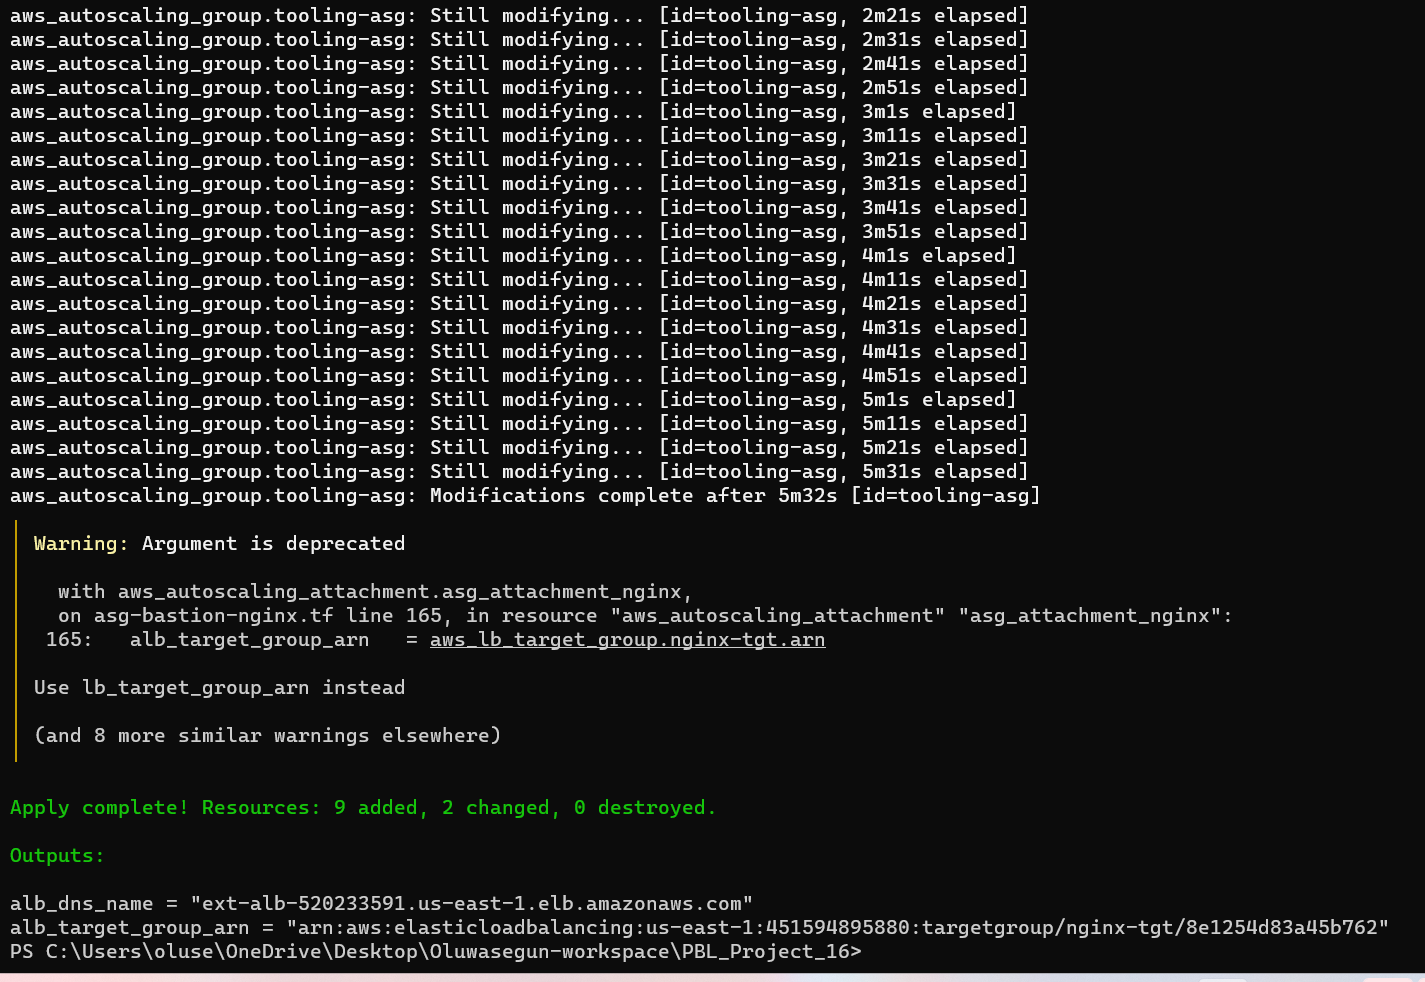 aws_autoscaling_group.tooling-asg: Still modifying... [id=tooling-asg, 2m21s elapsed]
aws_autoscaling_group.tooling-asg: Still modifying... [id=tooling-asg, 2m31s elapsed]
aws_autoscaling_group.tooling-asg: Still modifying... [id=tooling-asg, 2m41s elapsed]
aws_autoscaling_group.tooling-asg: Still modifying... [id=tooling-asg, 2m51s elapsed]
aws_autoscaling_group.tooling-asg: Still modifying... [id=tooling-asg, 3m1s elapsed]
aws_autoscaling_group.tooling-asg: Still modifying... [id=tooling-asg, 3m11s elapsed]
aws_autoscaling_group.tooling-asg: Still modifying... [id=tooling-asg, 3m21s elapsed]
aws_autoscaling_group.tooling-asg: Still modifying... [id=tooling-asg, 3m31s elapsed]
aws_autoscaling_group.tooling-asg: Still modifying... [id=tooling-asg, 3m41s elapsed]
aws_autoscaling_group.tooling-asg: Still modifying... [id=tooling-asg, 3m51s elapsed]
aws_autoscaling_group.tooling-asg: Still modifying... [id=tooling-asg, 4m1s elapsed]
aws_autoscaling_group.tooling-asg: Still modifying... [id=tooling-asg, 4m11s elapsed]
aws_autoscaling_group.tooling-asg: Still modifying... [id=tooling-asg, 4m21s elapsed]
aws_autoscaling_group.tooling-asg: Still modifying... [id=tooling-asg, 4m31s elapsed]
aws_autoscaling_group.tooling-asg: Still modifying... [id=tooling-asg, 4m41s elapsed]
aws_autoscaling_group.tooling-asg: Still modifying... [id=tooling-asg, 4m51s elapsed]
aws_autoscaling_group.tooling-asg: Still modifying... [id=tooling-asg, 5m1s elapsed]
aws_autoscaling_group.tooling-asg: Still modifying... [id=tooling-asg, 5m11s elapsed]
aws_autoscaling_group.tooling-asg: Still modifying... [id=tooling-asg, 5m21s elapsed]
aws_autoscaling_group.tooling-asg: Still modifying... [id=tooling-asg, 5m31s elapsed]
aws_autoscaling_group.tooling-asg: Modifications complete after 5m32s [id=tooling-asg]
Warning: Argument is deprecated
with aws_autoscaling_attachment.asg_attachment_nginx,
on asg-bastion-nginx.tf line 165, in resource "aws_autoscaling_attachment" "asg_attachment_nginx":
165:   alb_target_group_arn   = aws_lb_target_group.nginx-tgt.arn
Use lb_target_group_arn instead
(and 8 more similar warnings elsewhere)
Apply complete! Resources: 9 added, 2 changed, 0 destroyed.
Outputs:
alb_dns_name = "ext-alb-520233591.us-east-1.elb.amazonaws.com"
alb_target_group_arn = "arn:aws:elasticloadbalancing:us-east-1:451594895880:targetgroup/nginx-tgt/8e1254d83a45b762"
PS C:\Users\oluse\OneDrive\Desktop\Oluwasegun-workspace\PBL_Project_16>